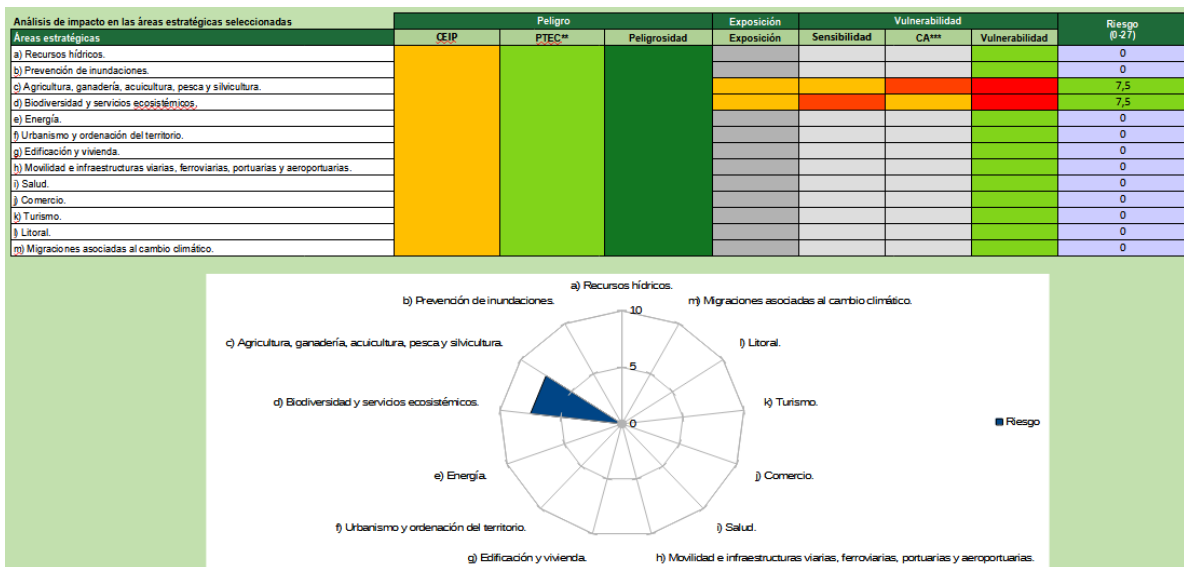 Análisis de impacto en las áreas estratégicas seleccionadas Peligro Exposición Vulnerabilidad Riesgo (0-27)
Áreas estratégicas CEIP PTEC** Peligrosidad Exposición Sensibilidad CA*** Vulnerabilidad
a) Recursos hídricos. 0
b) Prevención de inundaciones. 0
c) Agricultura, ganadería, acuicultura, pesca y silvicultura. 7,5
d) Biodiversidad y servicios ecosistémicos. 7,5
e) Energía. 0
f) Urbanismo y ordenación del territorio. 0
g) Edificación y vivienda. 0
h) Movilidad e infraestructuras viarias, ferroviarias, portuarias y aeroportuarias. 0
i) Salud. 0
j) Comercio. 0
k) Turismo. 0
l) Litoral. 0
m) Migraciones asociadas al cambio climático. 0
a) Recursos hídricos.
b) Prevención de inundaciones. m) Migraciones asociadas al cambio climático.
10
c) Agricultura, ganadería, acuicultura, pesca y silvicultura. l) Litoral.
5
d) Biodiversidad y servicios ecosistémicos. k) Turismo.
0 Riesgo
e) Energía. j) Comercio.
f) Urbanismo y ordenación del territorio. i) Salud.
g) Edificación y vivienda. h) Movilidad e infraestructuras viarias, ferroviarias, portuarias y aeroportuarias.